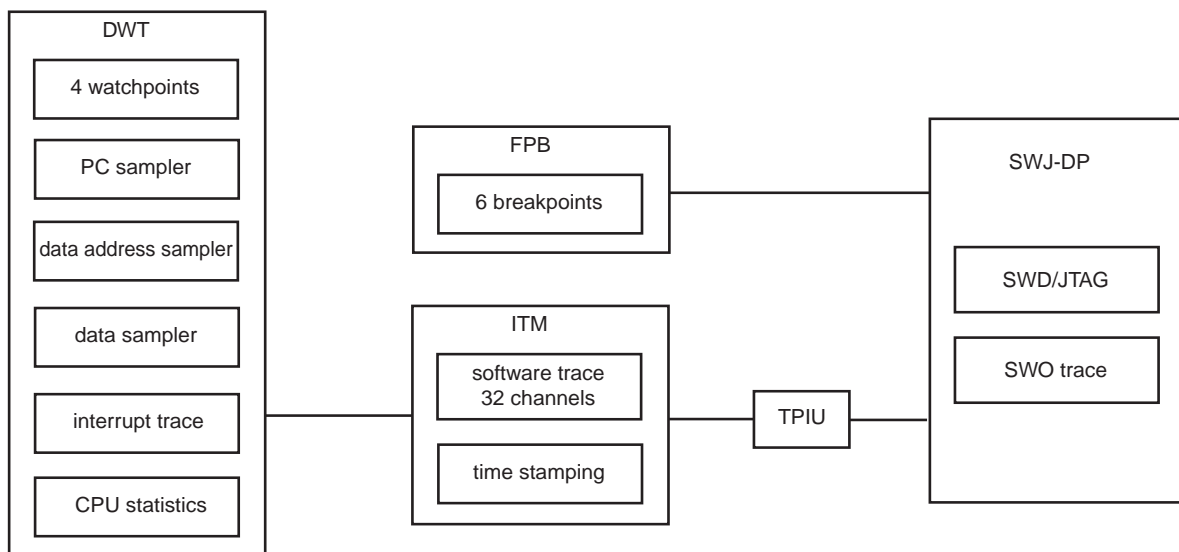 DWT
4 watchpoints
PC sampler
data address sampler
data sampler
interrupt trace
CPU statistics
FPB
6 breakpoints
ITM
software trace
32 channels
time stamping
TPIU
SWJ-DP
SWD/JTAG
SWO trace